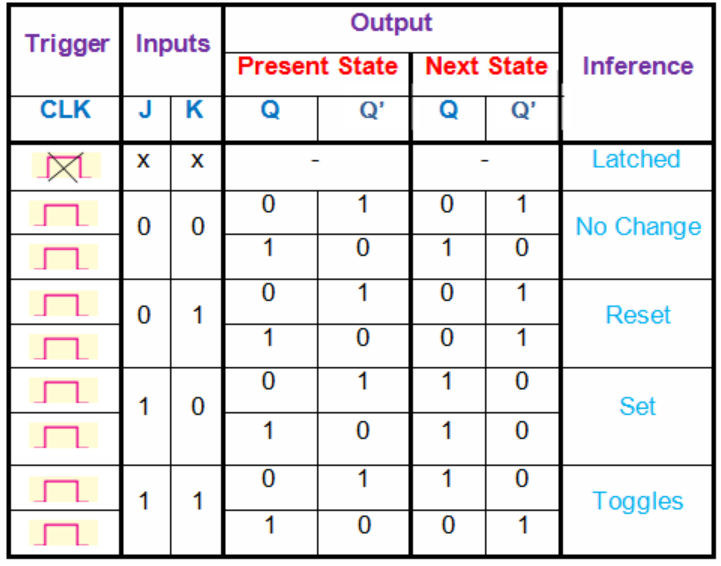 Output
Trigger Inputs Inference
Present State Next State
CLK J K Q Q’ Q Q’
x x - - Latched
0 0 0 1 0 1 No Change
1 0 1 0
0 1 0 1 0 1 Reset
1 0 0 1
1 0 0 1 1 0 Set
1 0 1 0
1 1 0 1 1 0 Toggles
1 0 0 1